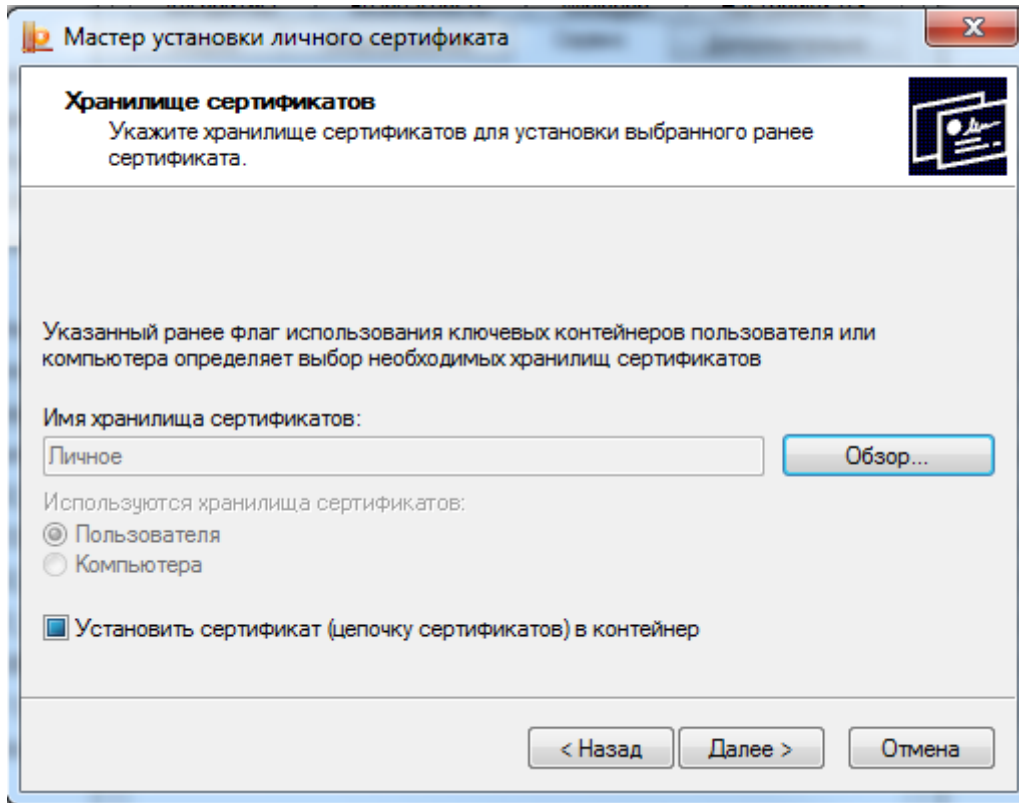 Мастер установки личного сертификата
Хранилище сертификатов
Укажите хранилище сертификатов для установки выбранного ранее
сертификата.
Указанный ранее флаг использования ключевых контейнеров пользователя или
компьютера определяет выбор необходимых хранилищ сертификатов
Имя хранилища сертификатов:
Личное
Обзор...
Используются хранилища сертификатов:
Пользователя
Компьютера
Установить сертификат (цепочку сертификатов) в контейнер
< Назад
Далее >
Отмена